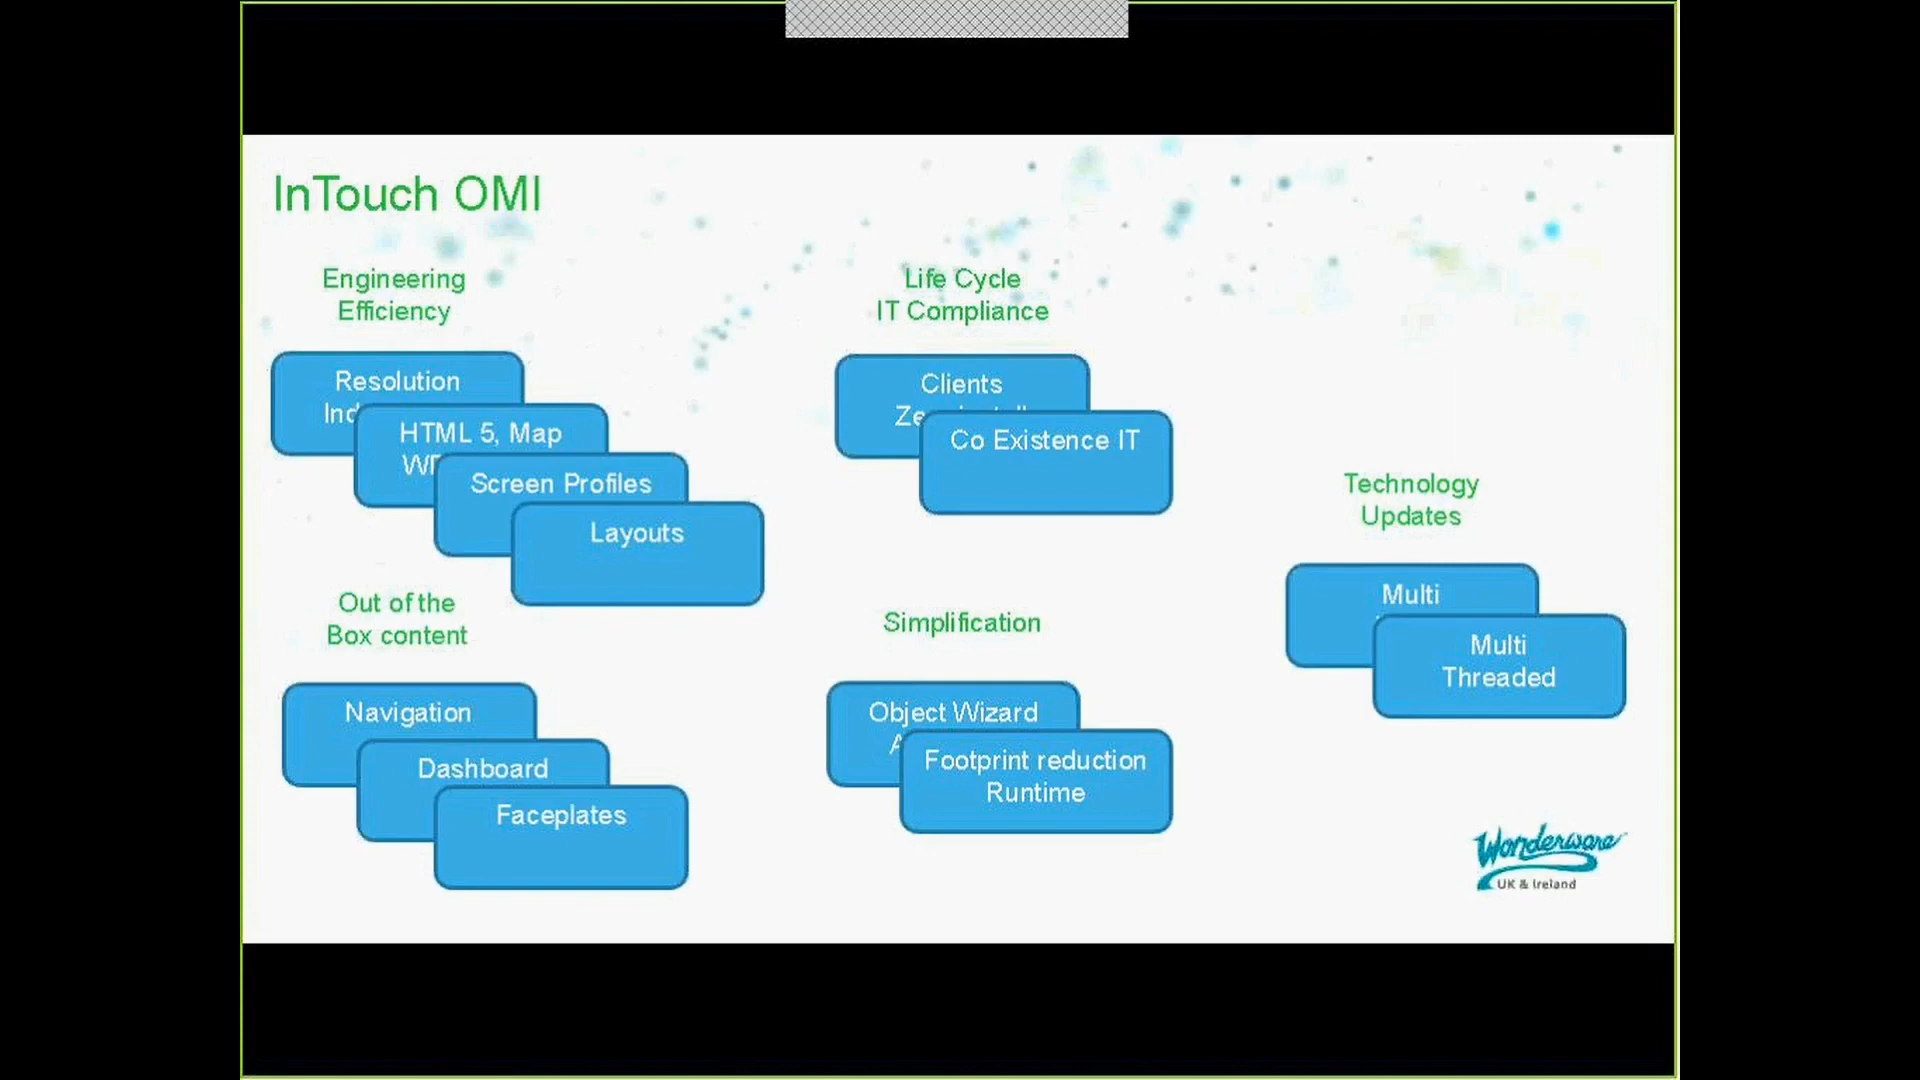 InTouch OMI
Engineering
Efficiency
Resolution
HTML 5, Map
Screen Profiles
Layouts
Out of the
Box content
Navigation
Dashboard
Faceplates
Life Cycle
IT Compliance
Clients
Co Existence IT
Simplification
Object Wizard
Footprint reduction
Runtime
Technology
Updates
Multi
Multi
Threaded
Wonderware
UK & Ireland